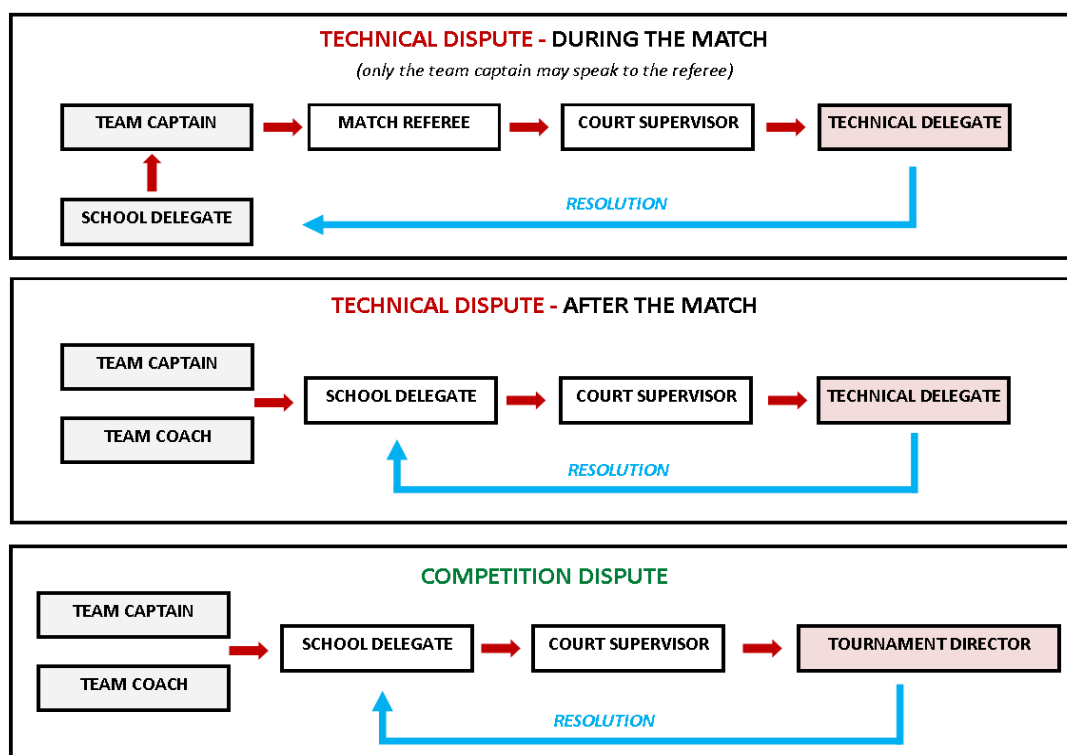 TECHNICAL DISPUTE - DURING THE MATCH
(only the team captain may speak to the referee)
TEAM CAPTAIN
MATCH REFEREE
COURT SUPERVISOR
TECHNICAL DELEGATE
SCHOOL DELEGATE
RESOLUTION
TECHNICAL DISPUTE - AFTER THE MATCH
TEAM CAPTAIN
SCHOOL DELEGATE
COURT SUPERVISOR
TECHNICAL DELEGATE
TEAM COACH
RESOLUTION
COMPETITION DISPUTE
TEAM CAPTAIN
SCHOOL DELEGATE
COURT SUPERVISOR
TOURNAMENT DIRECTOR
TEAM COACH
RESOLUTION